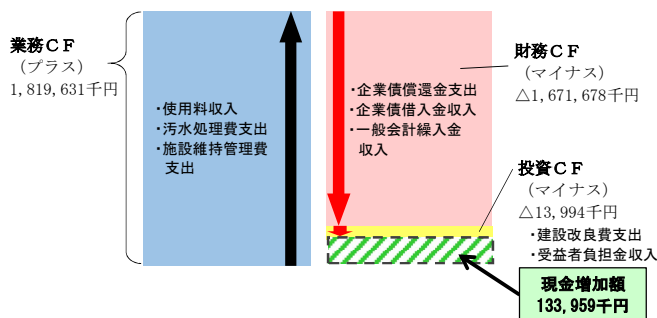 業務ＣＦ
（プラス）
1,819,631千円
・使用料収入
・汚水処理費支出
・施設維持管理費
支出
・企業債償還金支出
・企業債借入金収入
・一般会計繰入金
収入
財務ＣＦ
（マイナス）
△1,671,678千円
投資ＣＦ
（マイナス）
△13,994千円
・建設改良費支出
・受益者負担金収入
現金増加額
133,959千円